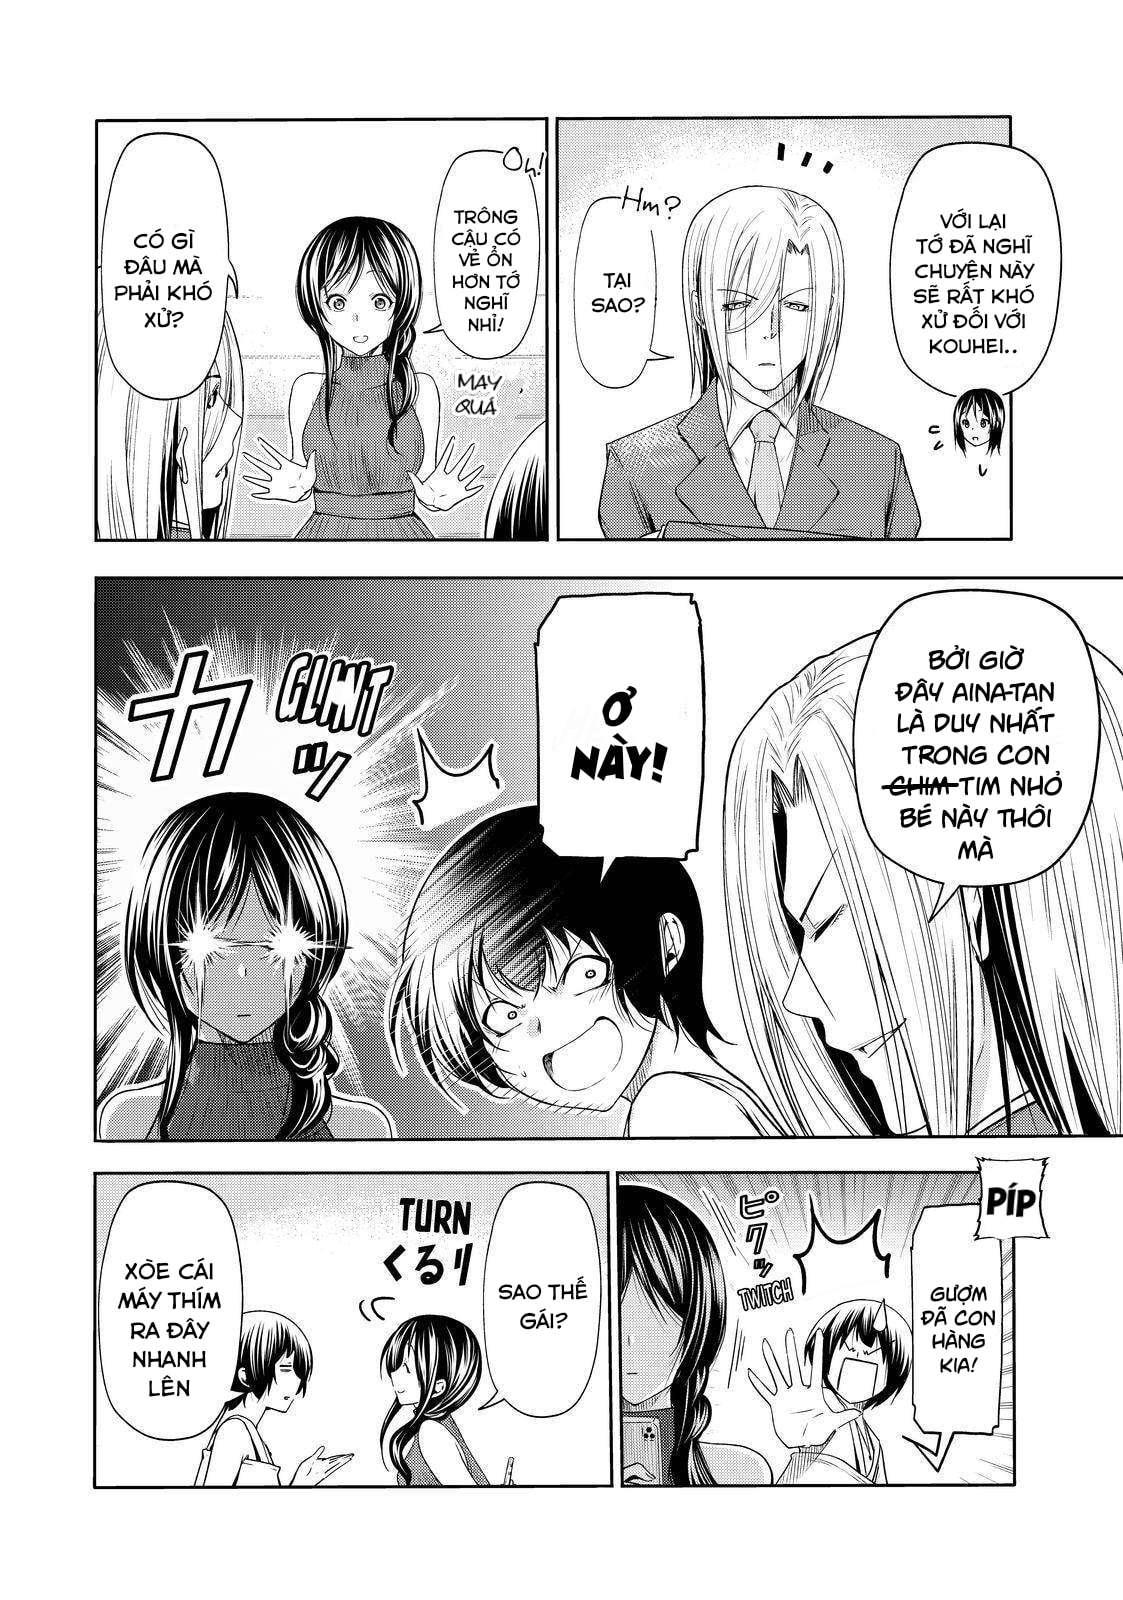 VỚI LẠI
TỚ ĐÃ NGHĨ
CHUYỆN NÀY
SẼ RẤT KHÓ
XỬ ĐỐI VỚI
KOUHEI..
Hm?
TẠI
SAO?
Oh!
TRÔNG
CẬU CÓ
VẺ ỔN
HƠN TỚ
NGHĨ
NHỈ!
MAY
QUÁ
CÓ GÌ
ĐÂU MÀ
PHẢI KHÓ
XỬ?
BỞI GIỜ
ĐÂY AINA-TAN
LÀ DUY NHẤT
TRONG CON
CHIM TIM NHỎ
BÉ NÀY THÔI
MÀ
Ơ
NÀY!
GLINT
カッ
PÍP
GƯỢM
ĐÃ CON
HÀNG
KIA!
ピクッ
TWITCH
SAO THẾ
GÁI?
TURN
くるり
XÒE CÁI
MÁY THÍM
RA ĐÂY
NHANH
LÊN